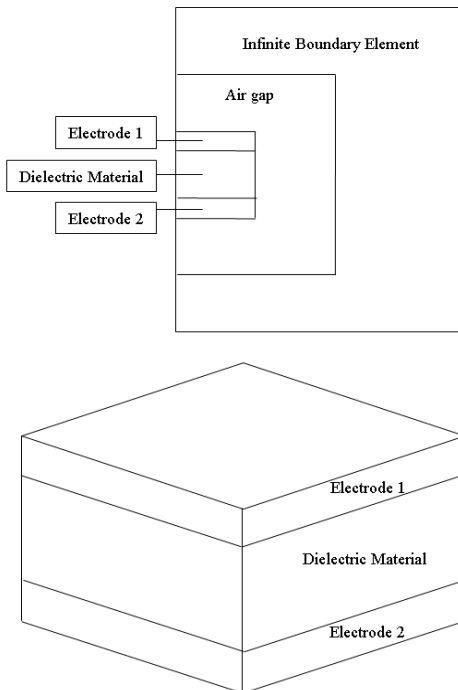 Infinite Boundary Element
Air gap
Electrode 1
Dielectric Material
Electrode 2
Electrode 1
Dielectric Material
Electrode 2